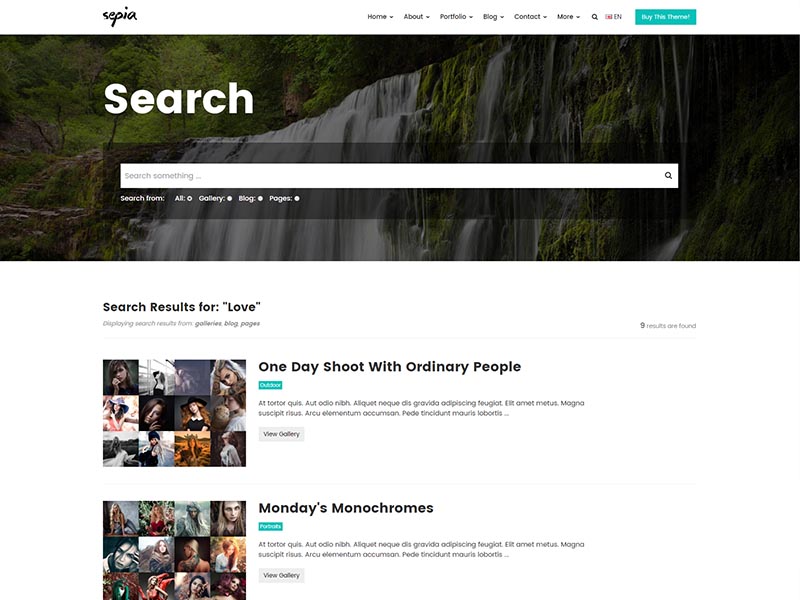 sepia
Home About Portfolio Blog Contact More EN Buy This Theme!
Search
Search something ...
Search from: All: Gallery: Blog: Pages:
Search Results for: "Love"
Displaying search results from: galleries, blog, pages
9 results are found
One Day Shoot With Ordinary People
Outdoor
At tortor quis. Aut odio nibh. Aliquet neque dis gravida adipiscing feugiat. Elit amet metus. Magna
suscipit risus. Arcu elementum accumsan. Pede tincidunt mauris lobortis ...
View Gallery
Monday's Monochromes
Portraits
At tortor quis. Aut odio nibh. Aliquet neque dis gravida adipiscing feugiat. Elit amet metus. Magna
suscipit risus. Arcu elementum accumsan. Pede tincidunt mauris lobortis ...
View Gallery